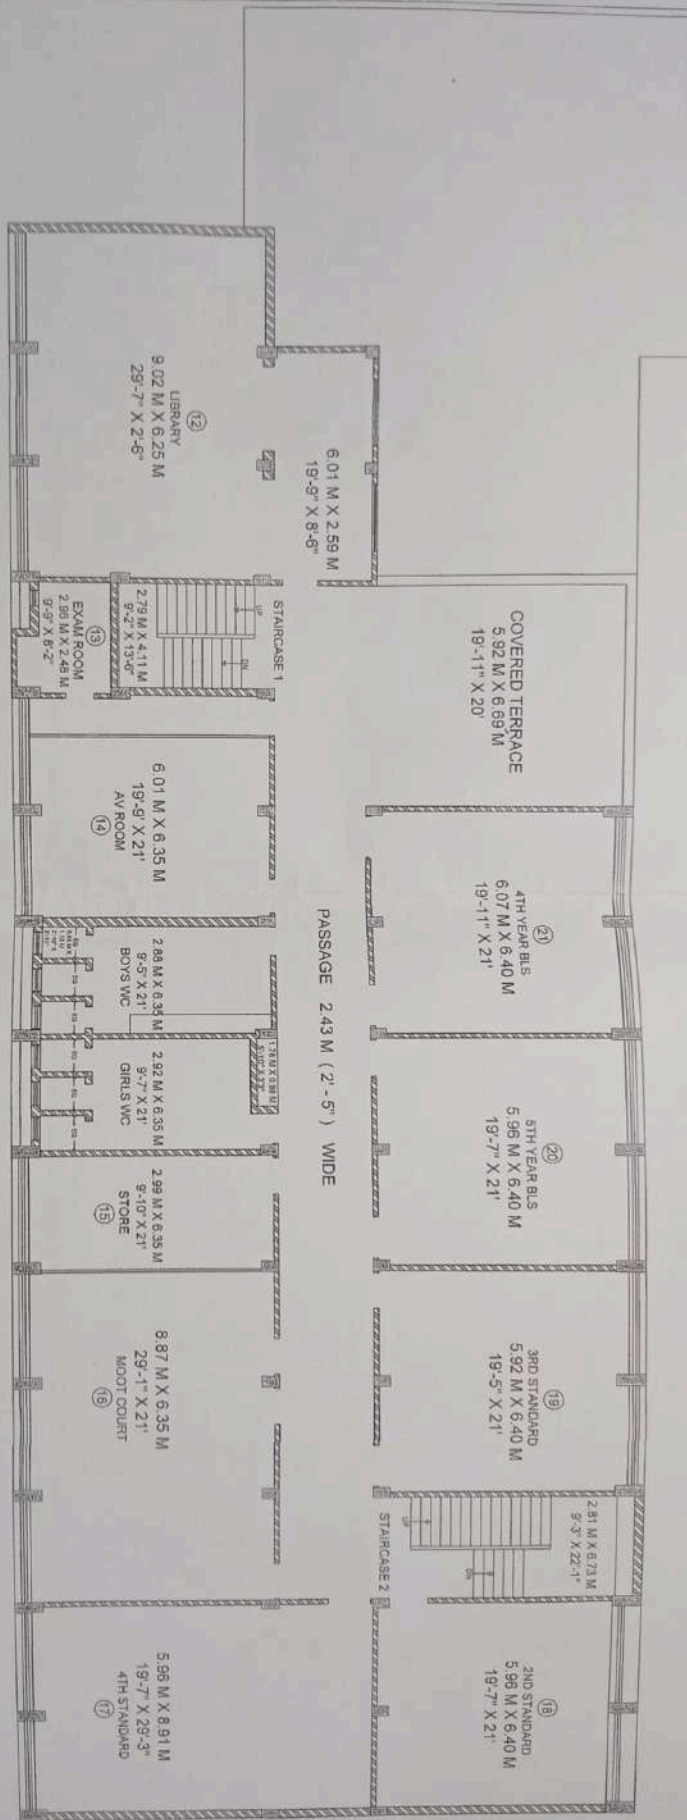 COVERED TERRACE
5.92 M X 6.69 M
19'-11" X 20'
21
4TH YEAR BLS
6.07 M X 6.40 M
19'-11" X 21'
20
5TH YEAR BLS
5.96 M X 6.40 M
19'-7" X 21'
19
3RD STANDARD
5.92 M X 6.40 M
19'-5" X 21'
2.81 M X 6.73 M
9'-3" X 22'-1"
DN
UP
STAIRCASE 2
18
2ND STANDARD
5.96 M X 6.40 M
19'-7" X 21'
6.01 M X 2.59 M
19'-9" X 8'-6"
PASSAGE 2.43 M ( 2' - 5" ) WIDE
12
LIBRARY
9.02 M X 6.25 M
29'-7" X 2'-6"
STAIRCASE 1
UP
DN
2.79 M X 4.11 M
9'-2" X 13'-6"
13
EXAM ROOM
2.96 M X 2.48 M
9'-9" X 8'-2"
6.01 M X 6.35 M
19'-9' X 21'
AV ROOM
14
2.88 M X 6.35 M
9'-5" X 21'
BOYS WC
2.92 M X 6.35 M
9'-7" X 21'
GIRLS WC
2.99 M X 6.35 M
9'-10" X 21'
STORE
15
8.87 M X 6.35 M
29'-1" X 21'
MOOT COURT
16
5.96 M X 8.91 M
19'-7" X 29'-3"
4TH STANDARD
17